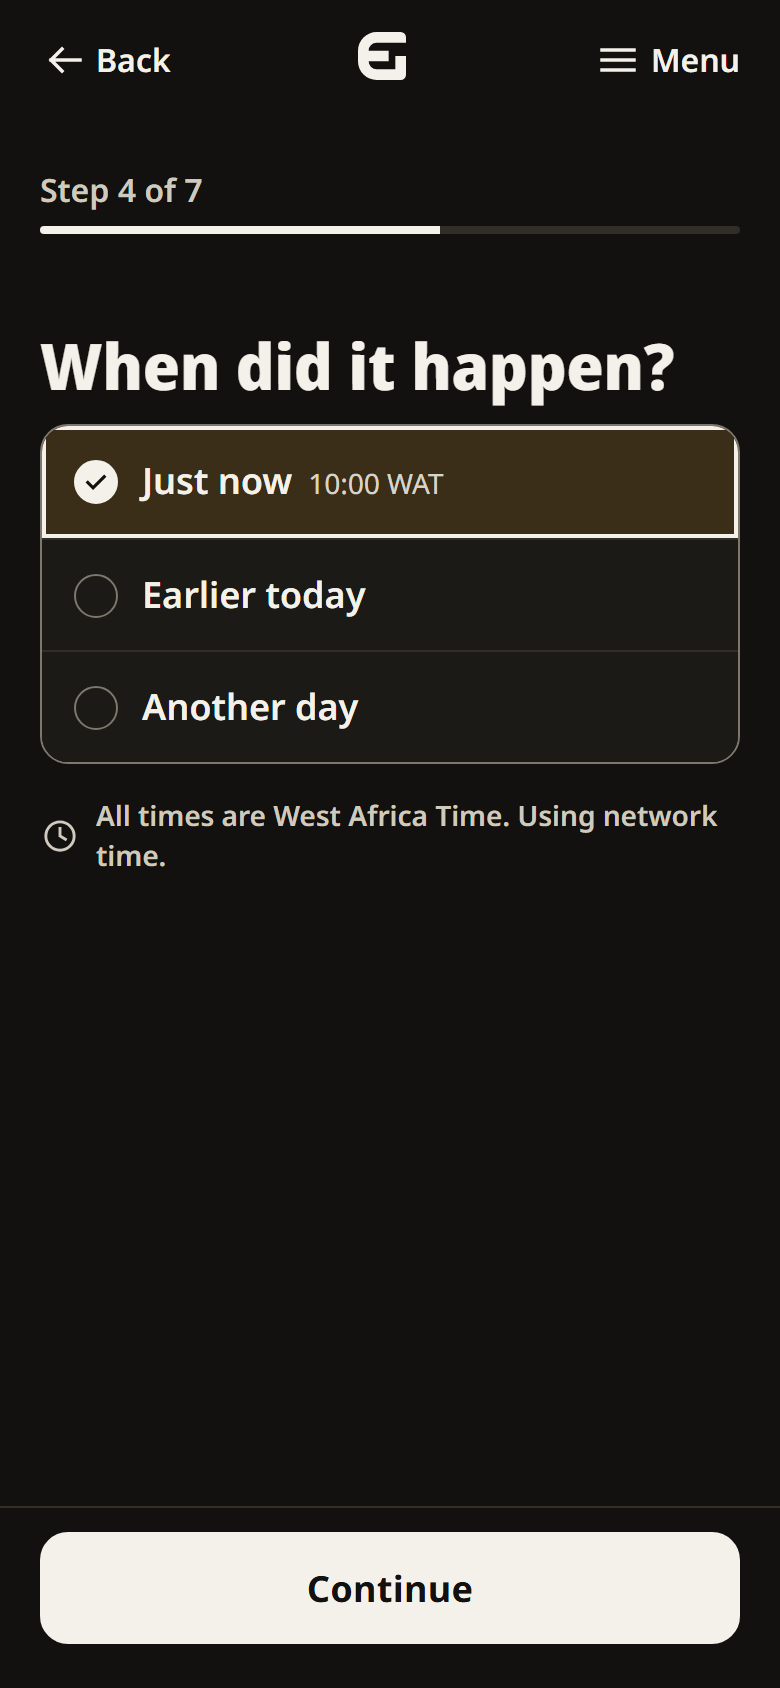 Back
Menu
Step 4 of 7
When did it happen?
Just now 10:00 WAT
Earlier today
Another day
All times are West Africa Time. Using network
time.
Continue